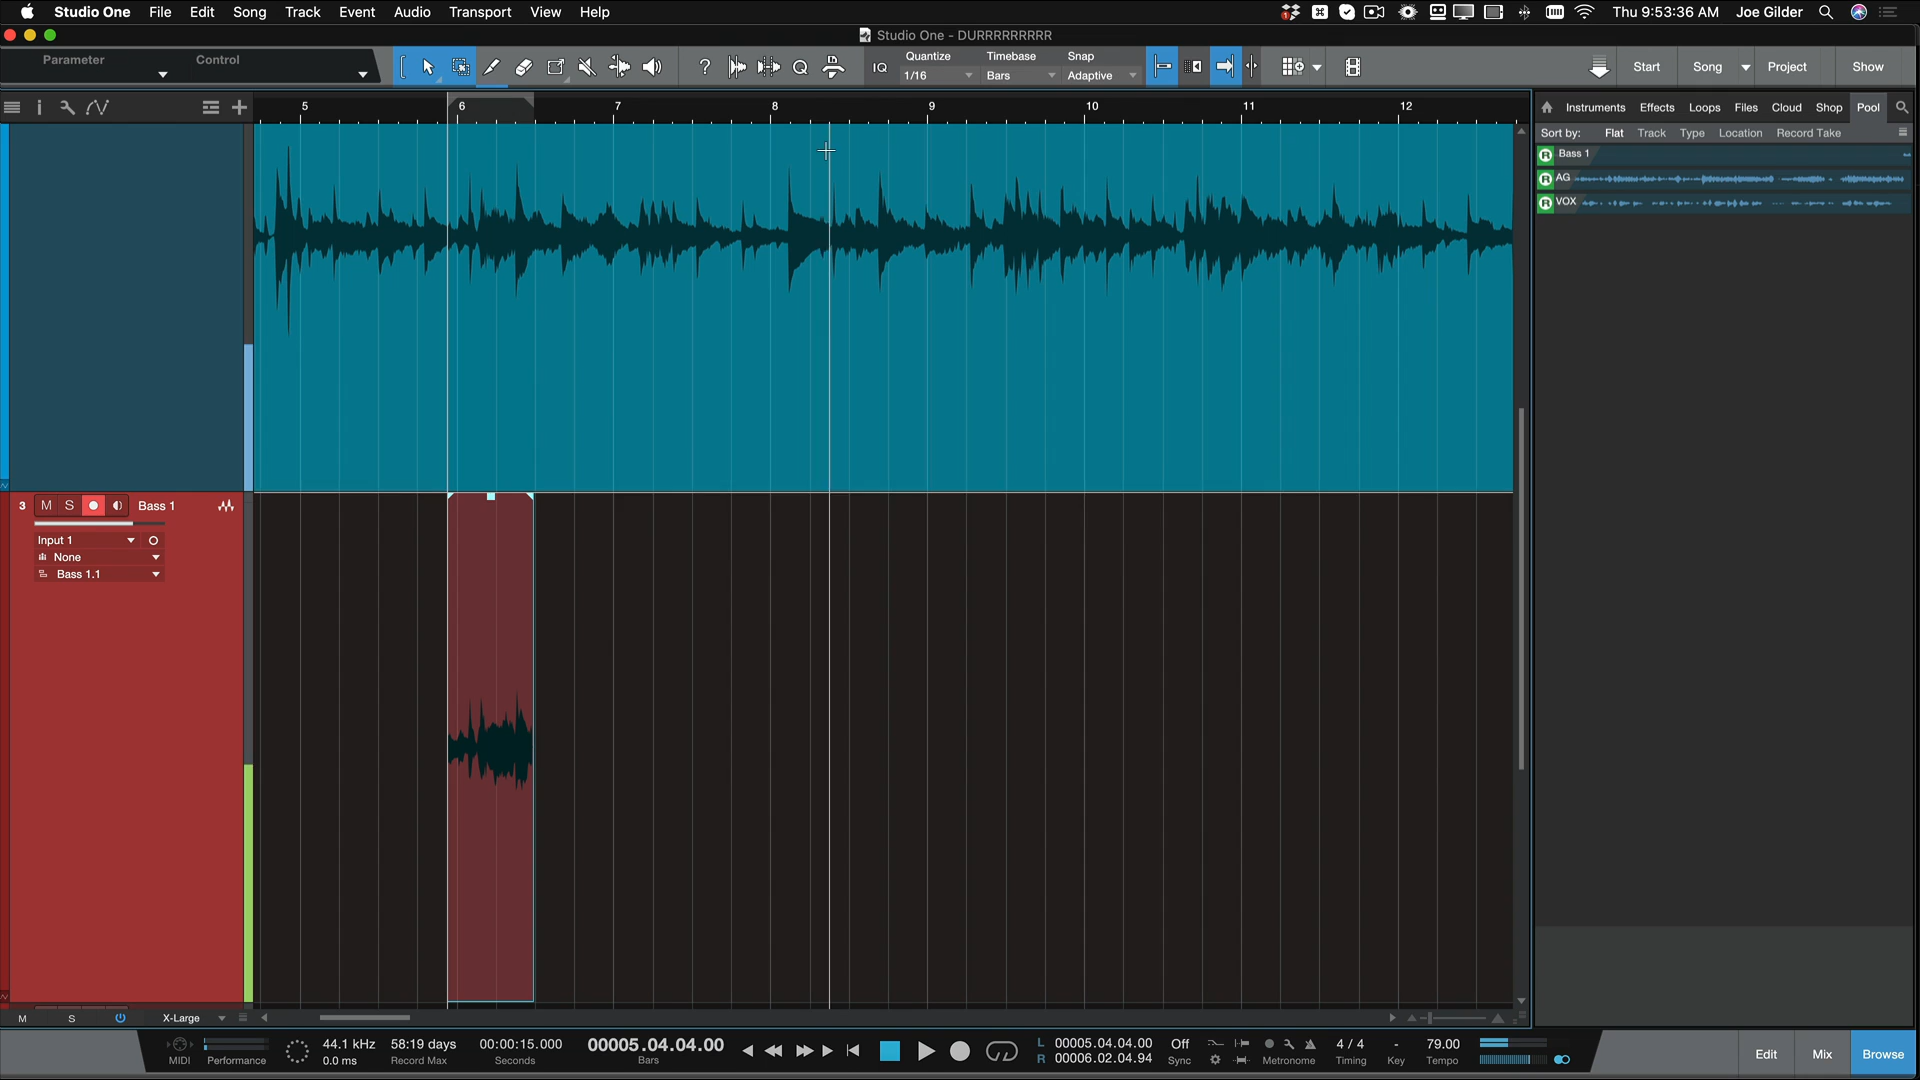 Studio One File Edit Song Track Event Audio Transport View Help Thu 9:53:36 AM Joe Gilder
Studio One - DURRRRRRRRR
Parameter Control
? Q IQ
Quantize Timebase Snap
1/16 Bars Adaptive
Start Song Project Show
5 6 7 8 9 10 11 12
Instruments Effects Loops Files Cloud Shop Pool
Sort by: Flat Track Type Location Record Take
R Bass 1
R AG
R VOX
3 M S Bass 1
Input 1
None
Bass 1.1
M S X-Large
MIDI Performance
44.1 kHz
0.0 ms
58:19 days
Record Max
00:00:15.000
Seconds
00005.04.04.00
Bars
L 00005.04.04.00
R 00006.02.04.94
Off
Sync
Metronome
4 / 4
Timing
-
Key
79.00
Tempo
Edit Mix Browse